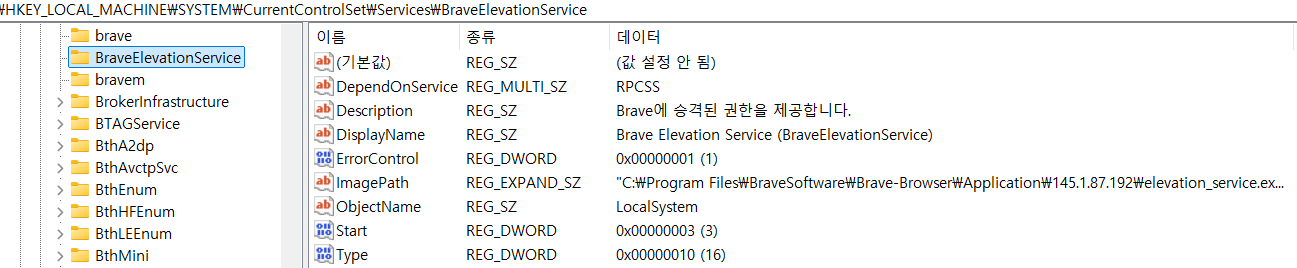 ₩HKEY_LOCAL_MACHINE₩SYSTEM₩CurrentControlSet₩Services₩BraveElevationService
brave
BraveElevationService
bravem
BrokerInfrastructure
BTAGService
BthA2dp
BthAvctpSvc
BthEnum
BthHFEnum
BthLEEnum
BthMini
이름 종류 데이터
(기본값) REG_SZ (값 설정 안 됨)
DependOnService REG_MULTI_SZ RPCSS
Description REG_SZ Brave에 승격된 권한을 제공합니다.
DisplayName REG_SZ Brave Elevation Service (BraveElevationService)
ErrorControl REG_DWORD 0x00000001 (1)
ImagePath REG_EXPAND_SZ "C:₩Program Files₩BraveSoftware₩Brave-Browser₩Application₩145.1.87.192₩elevation_service.ex...
ObjectName REG_SZ LocalSystem
Start REG_DWORD 0x00000003 (3)
Type REG_DWORD 0x00000010 (16)